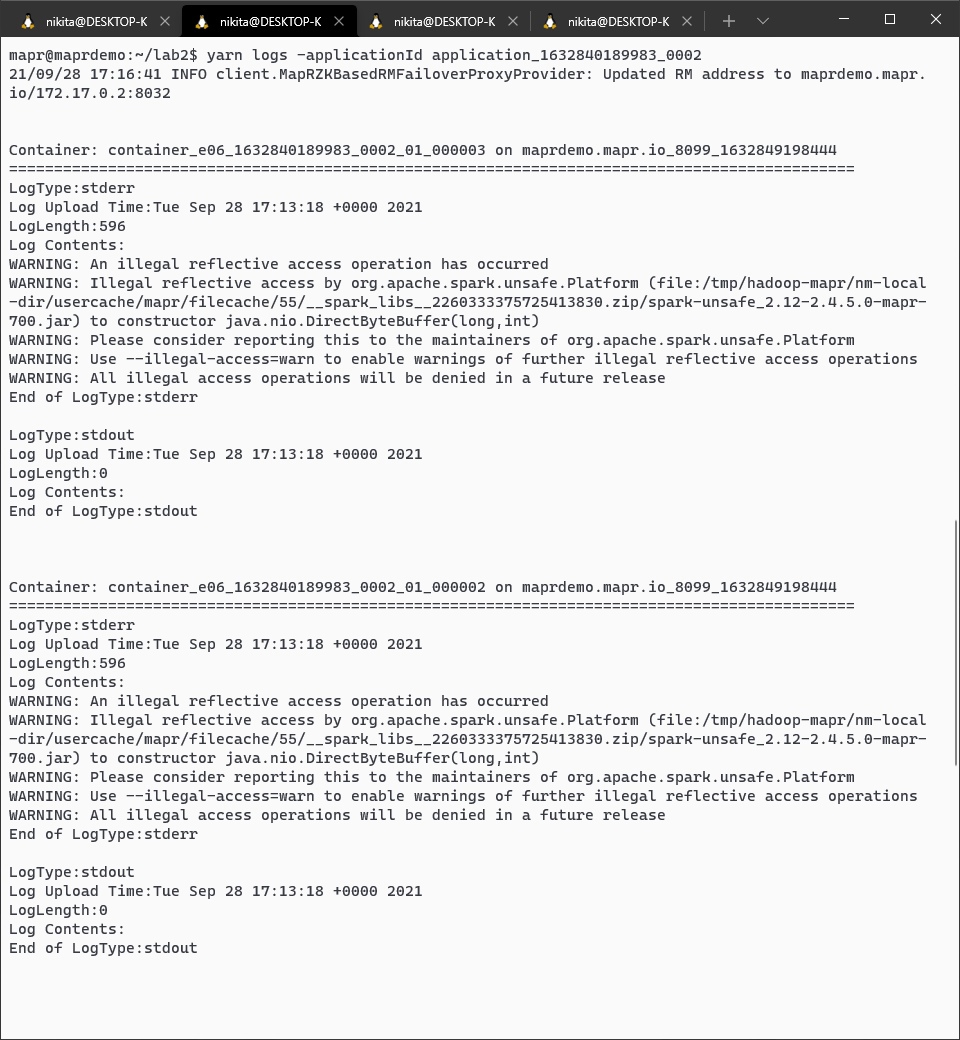 nikita@DESKTOP-K
nikita@DESKTOP-K
nikita@DESKTOP-K
nikita@DESKTOP-K
mapr@maprdemo:~/lab2$ yarn logs -applicationId application_1632840189983_0002
21/09/28 17:16:41 INFO client.MapRZKBasedRMFailoverProxyProvider: Updated RM address to maprdemo.mapr.
io/172.17.0.2:8032
Container: container_e06_1632840189983_0002_01_000003 on maprdemo.mapr.io_8099_1632849198444
==============================================================================================
LogType:stderr
Log Upload Time:Tue Sep 28 17:13:18 +0000 2021
LogLength:596
Log Contents:
WARNING: An illegal reflective access operation has occurred
WARNING: Illegal reflective access by org.apache.spark.unsafe.Platform (file:/tmp/hadoop-mapr/nm-local
-dir/usercache/mapr/filecache/55/__spark_libs__2260333375725413830.zip/spark-unsafe_2.12-2.4.5.0-mapr-
700.jar) to constructor java.nio.DirectByteBuffer(long,int)
WARNING: Please consider reporting this to the maintainers of org.apache.spark.unsafe.Platform
WARNING: Use --illegal-access=warn to enable warnings of further illegal reflective access operations
WARNING: All illegal access operations will be denied in a future release
End of LogType:stderr
LogType:stdout
Log Upload Time:Tue Sep 28 17:13:18 +0000 2021
LogLength:0
Log Contents:
End of LogType:stdout
Container: container_e06_1632840189983_0002_01_000002 on maprdemo.mapr.io_8099_1632849198444
==============================================================================================
LogType:stderr
Log Upload Time:Tue Sep 28 17:13:18 +0000 2021
LogLength:596
Log Contents:
WARNING: An illegal reflective access operation has occurred
WARNING: Illegal reflective access by org.apache.spark.unsafe.Platform (file:/tmp/hadoop-mapr/nm-local
-dir/usercache/mapr/filecache/55/__spark_libs__2260333375725413830.zip/spark-unsafe_2.12-2.4.5.0-mapr-
700.jar) to constructor java.nio.DirectByteBuffer(long,int)
WARNING: Please consider reporting this to the maintainers of org.apache.spark.unsafe.Platform
WARNING: Use --illegal-access=warn to enable warnings of further illegal reflective access operations
WARNING: All illegal access operations will be denied in a future release
End of LogType:stderr
LogType:stdout
Log Upload Time:Tue Sep 28 17:13:18 +0000 2021
LogLength:0
Log Contents:
End of LogType:stdout